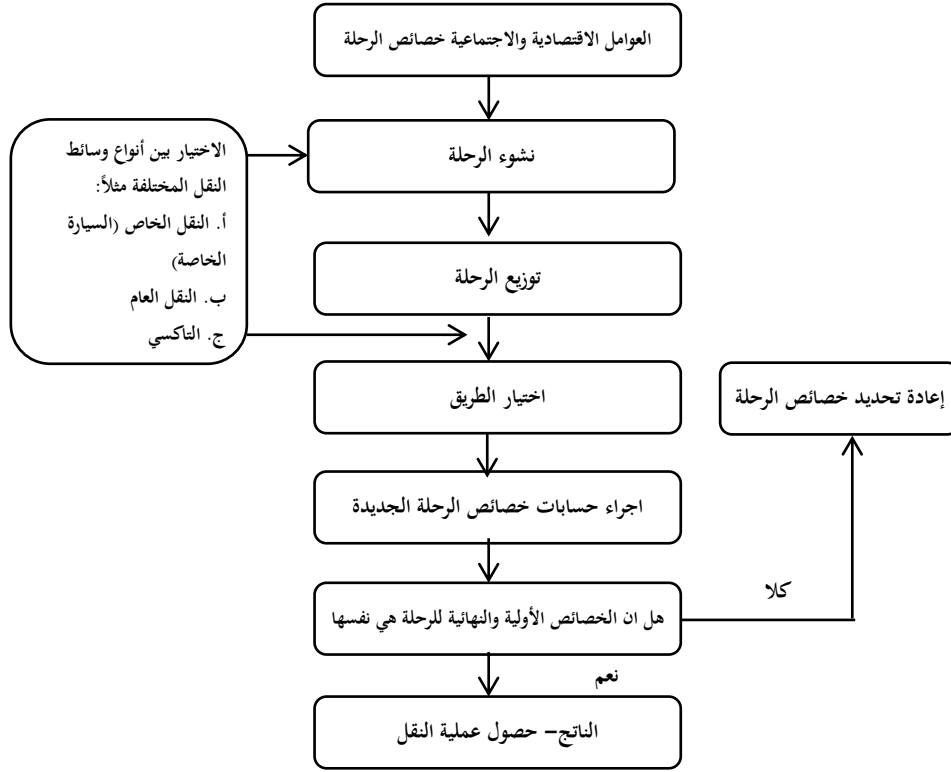 العوامل الاقتصادية والاجتماعية خصائص الرحلة
نشوء الرحلة
الاختيار بين أنواع وسائط
النقل المختلفة مثلاً:
أ. النقل الخاص (السيارة
الخاصة)
ب. النقل العام
ج. التاكسي
توزيع الرحلة
اختيار الطريق
إعادة تحديد خصائص الرحلة
اجراء حسابات خصائص الرحلة الجديدة
هل ان الخصائص الأولية والنهائية للرحلة هي نفسها
كلا
نعم
الناتج– حصول عملية النقل